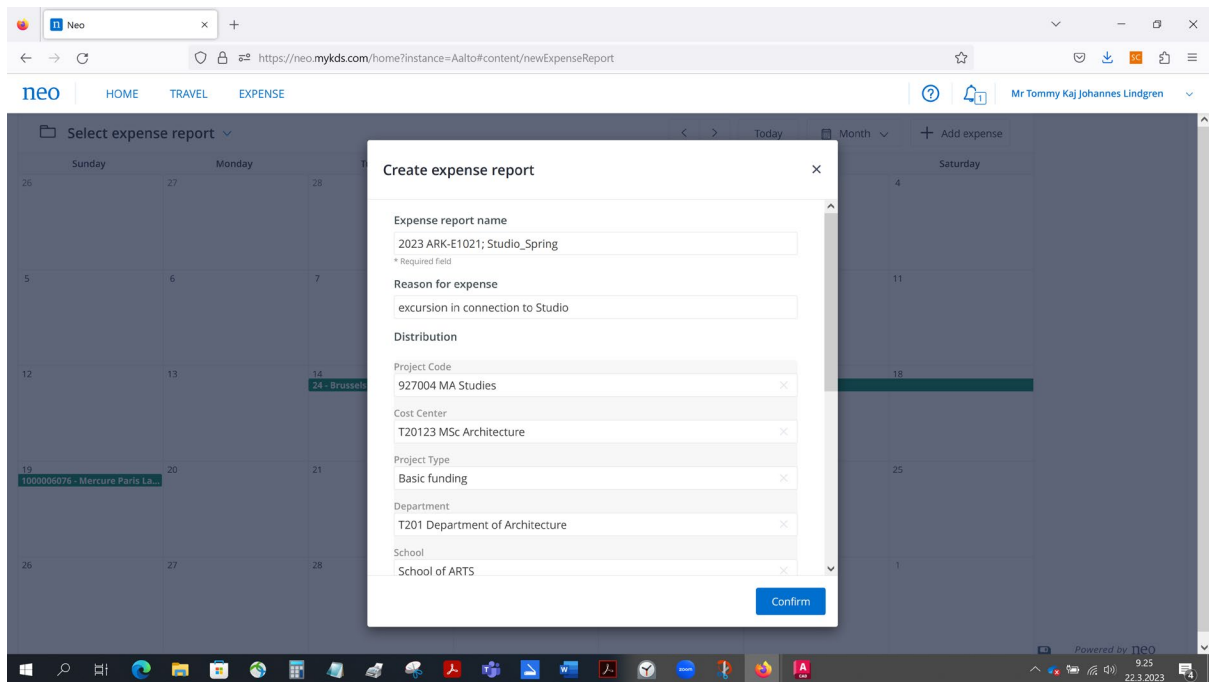 Neo
https://neo.mykds.com/home?instance=Aalto#content/newExpenseReport
neo HOME TRAVEL EXPENSE 1 Mr Tommy Kaj Johannes Lindgren
Select expense report < > Today Month + Add expense
Sunday Monday Saturday
26 27 28 4
5 6 7 11
12 13 14 18
24 - Brussels
19 20 21 25
1000006076 - Mercure Paris La...
26 27 28 1
Create expense report
Expense report name
2023 ARK-E1021; Studio_Spring
* Required field
Reason for expense
excursion in connection to Studio
Distribution
Project Code
927004 MA Studies
Cost Center
T20123 MSc Architecture
Project Type
Basic funding
Department
T201 Department of Architecture
School
School of ARTS
Confirm
Powered by neo
9.25
22.3.2023